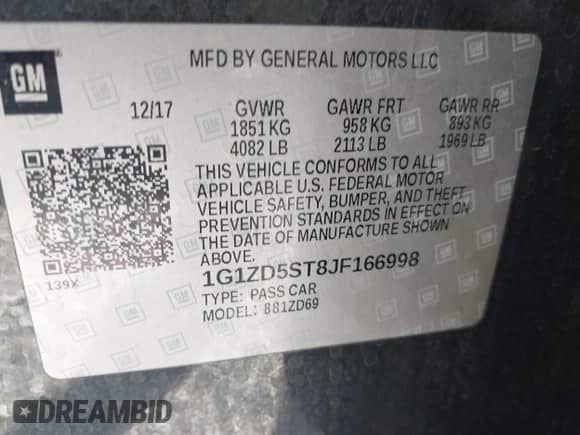 GM
MFD BY GENERAL MOTORS LLC
12/17 GVWR GAWR FRT GAWR RR
1851 KG 958 KG 893 KG
4082 LB 2113 LB 1969 LB
THIS VEHICLE CONFORMS TO ALL
APPLICABLE U.S. FEDERAL MOTOR
VEHICLE SAFETY, BUMPER, AND THEFT
PREVENTION STANDARDS IN EFFECT ON
THE DATE OF MANUFACTURE SHOWN
ABOVE.
139X
1G1ZD5ST8JF166998
TYPE: PASS CAR
MODEL: 881ZD69
DREAMBID